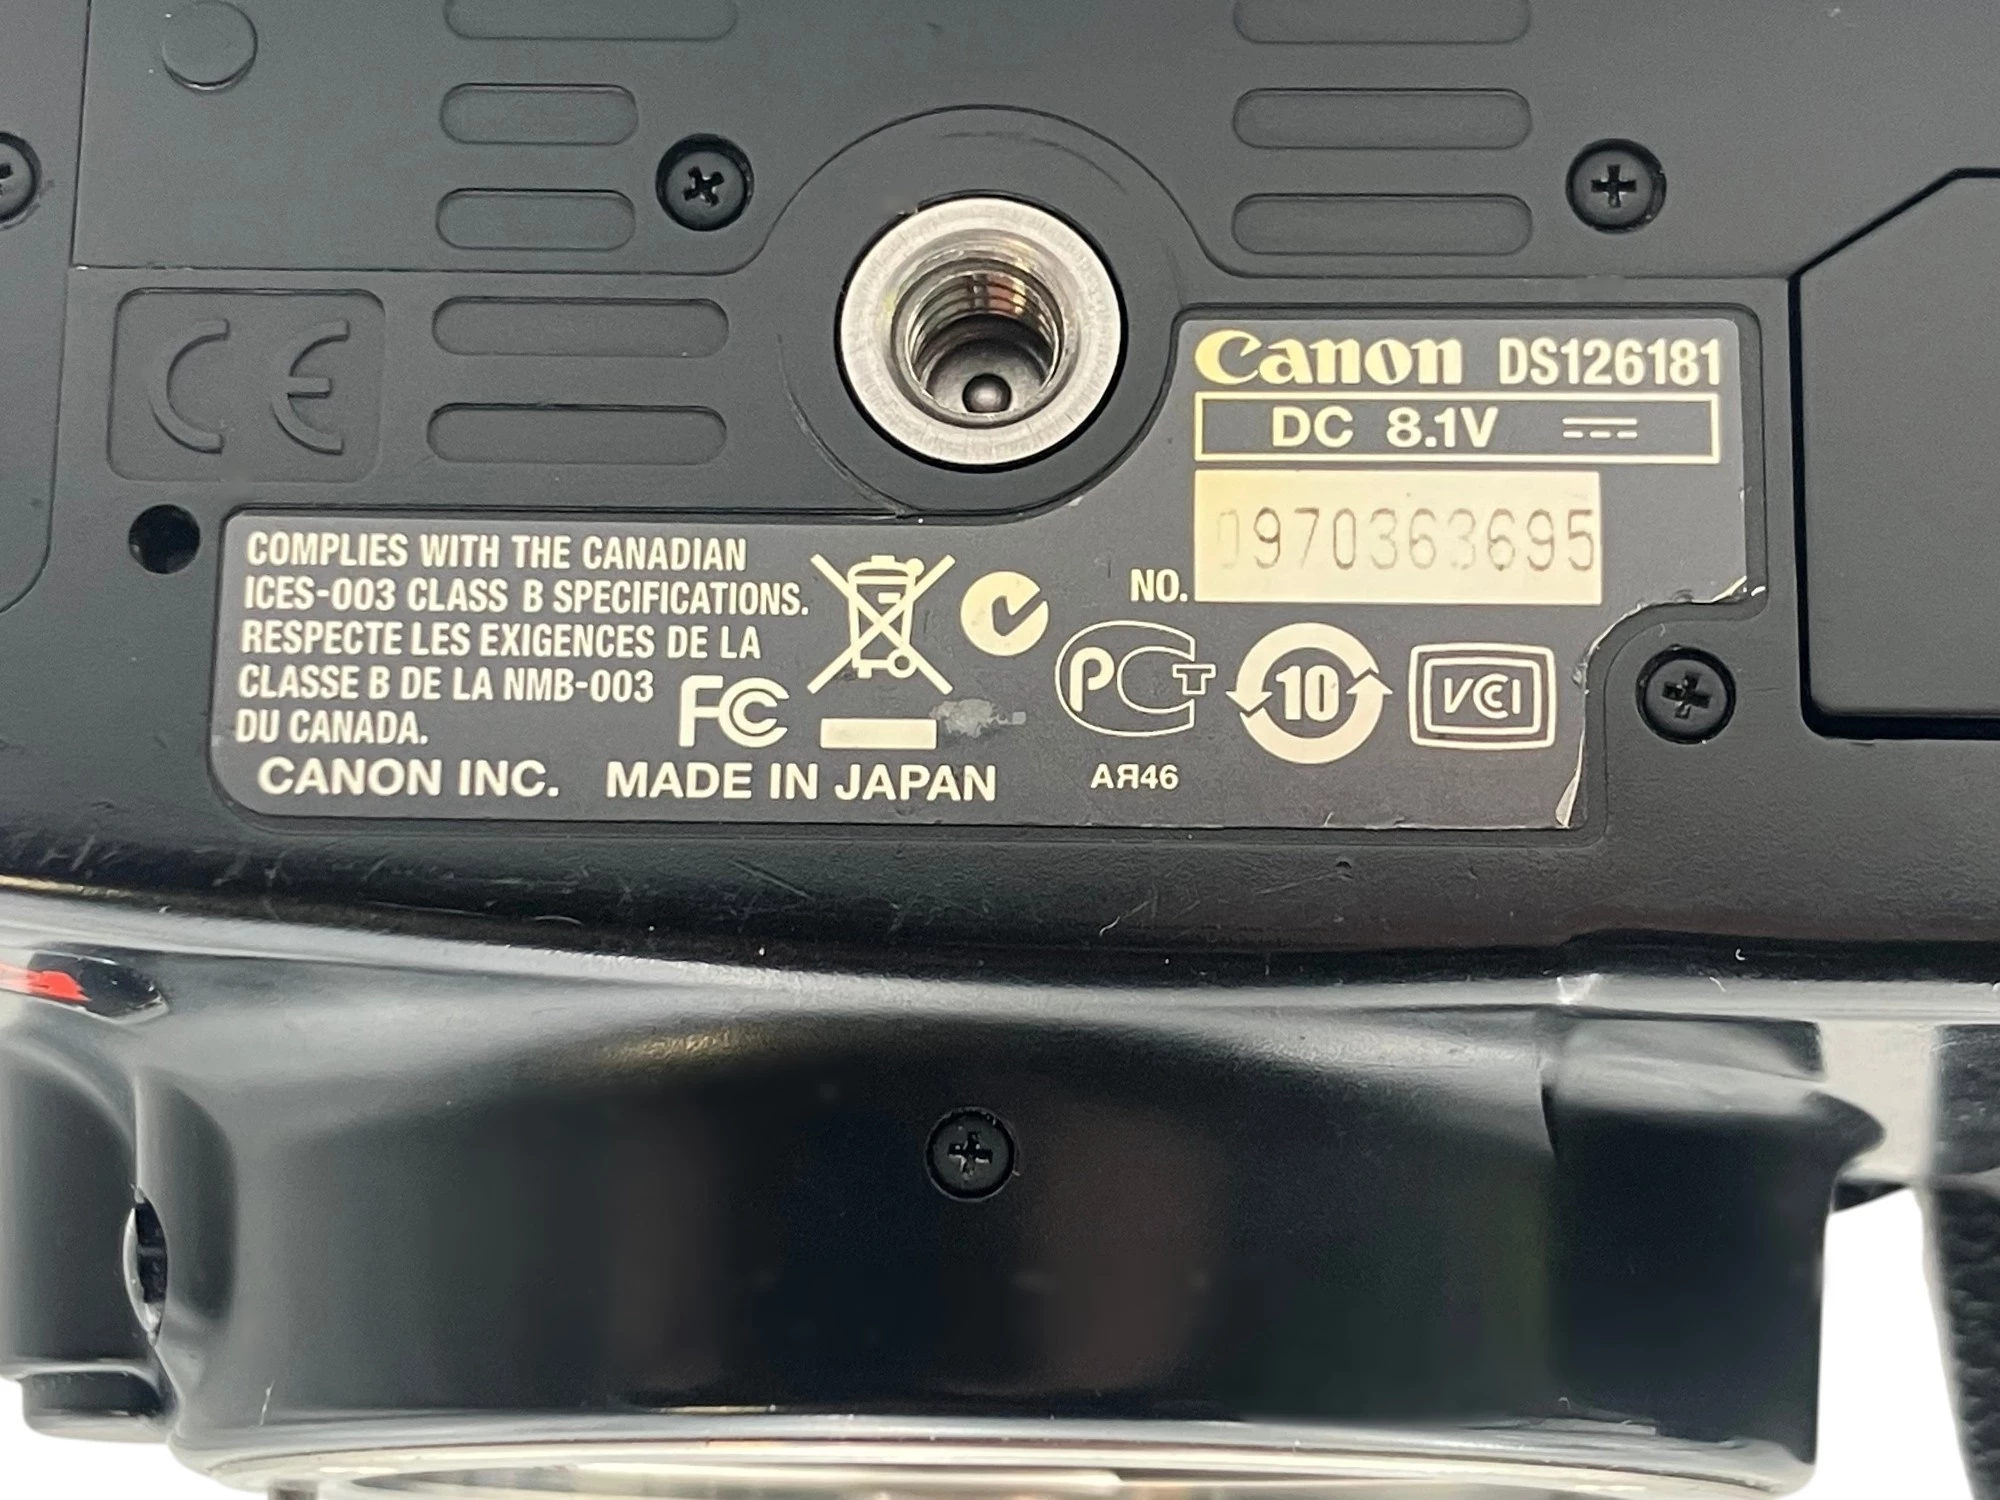 CE
Canon DS126181
DC 8.1V
NO. 0970363695
COMPLIES WITH THE CANADIAN
ICES-003 CLASS B SPECIFICATIONS.
RESPECTE LES EXIGENCES DE LA
CLASSE B DE LA NMB-003
DU CANADA.
FC
CANON INC. MADE IN JAPAN
PCT
AЯ46
10
VCCI